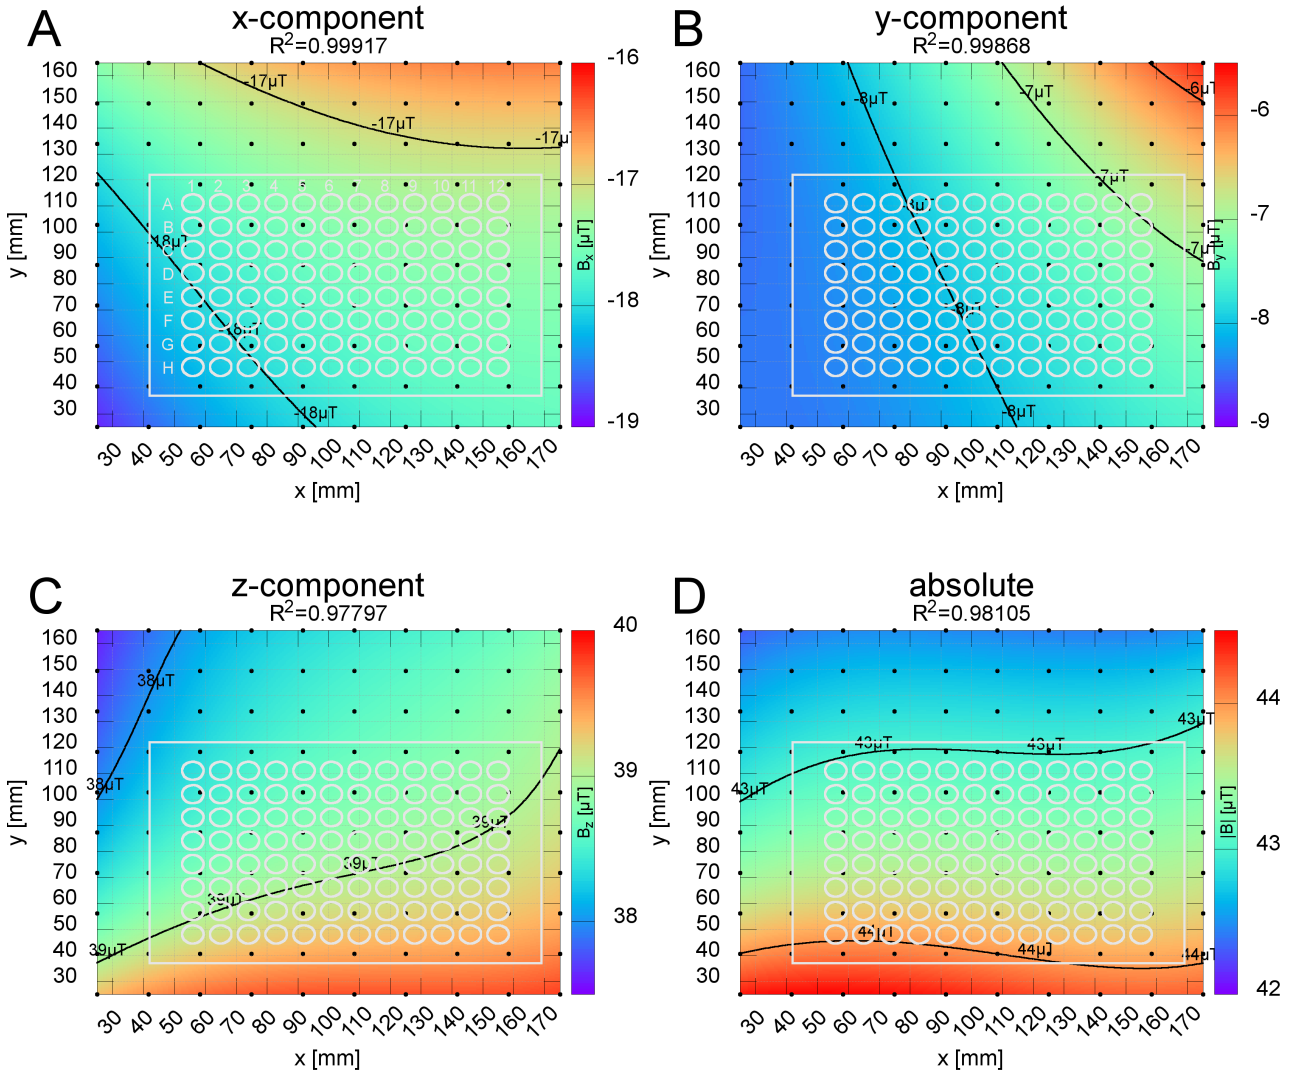 A
x-component
R²=0.99917
160
150
140
130
120
110
100
90
80
70
60
50
40
30
y [mm]
-17µT
-17µT
-17µT
-18µT
-18µT
-18µT
1 2 3 4 5 6 7 8 9 10 11 12
A
B
C
D
E
F
G
H
30 40 50 60 70 80 90 100 110 120 130 140 150 160 170
x [mm]
-16
-17
-18
-19
Bₓ [µT]
B
y-component
R²=0.99868
160
150
140
130
120
110
100
90
80
70
60
50
40
30
y [mm]
-8µT
-7µT
-6µT
-7µT
-8µT
-7µT
-8µT
-8µT
30 40 50 60 70 80 90 100 110 120 130 140 150 160 170
x [mm]
-6
-7
-8
-9
Bᵧ [µT]
C
z-component
R²=0.97797
160
150
140
130
120
110
100
90
80
70
60
50
40
30
y [mm]
38µT
38µT
39µT
39µT
39µT
39µT
30 40 50 60 70 80 90 100 110 120 130 140 150 160 170
x [mm]
40
39
38
B_z [µT]
D
absolute
R²=0.98105
160
150
140
130
120
110
100
90
80
70
60
50
40
30
y [mm]
43µT
43µT
43µT
43µT
44µT
44µT
44µT
30 40 50 60 70 80 90 100 110 120 130 140 150 160 170
x [mm]
44
43
42
|B| [µT]